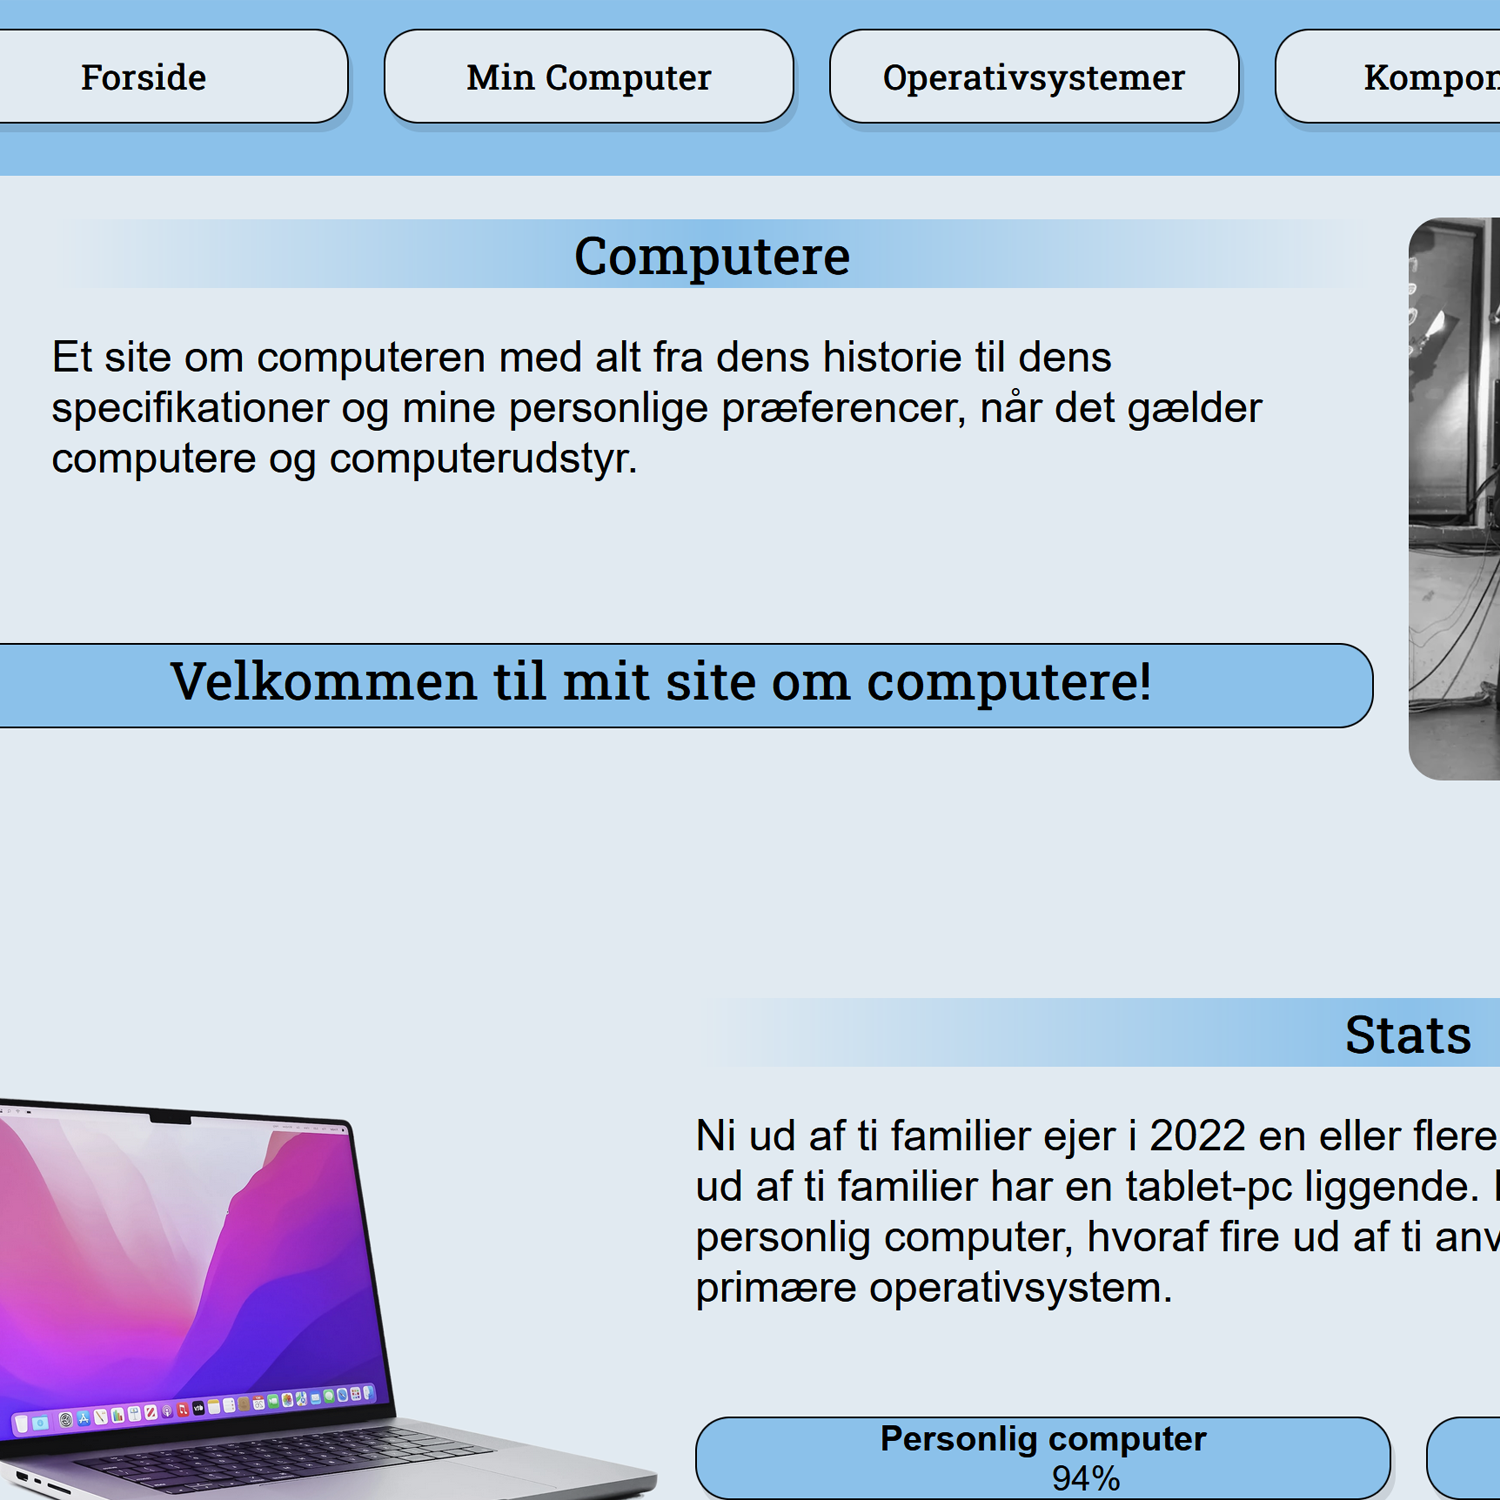 Forside
Min Computer
Operativsystemer
Computere
Et site om computeren med alt fra dens historie til dens
specifikationer og mine personlige præferencer, når det gælder
computere og computerudstyr.
Velkommen til mit site om computere!
Stats
Ni ud af ti familier ejer i 2022 en eller flere
ud af ti familier har en tablet-pc liggende.
personlig computer, hvoraf fire ud af ti
primære operativsystem.
Personlig computer
94%